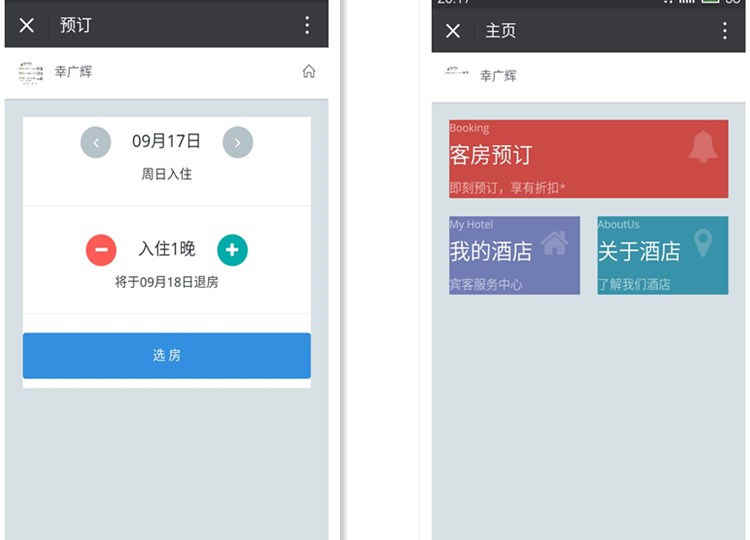 预订
幸广辉
09月17日
周日入住
入住1晚
将于09月18日退房
选 房
主页
幸广辉
Booking
客房预订
即刻预订，享有折扣*
My Hotel
我的酒店
宾客服务中心
AboutUs
关于酒店
了解我们酒店